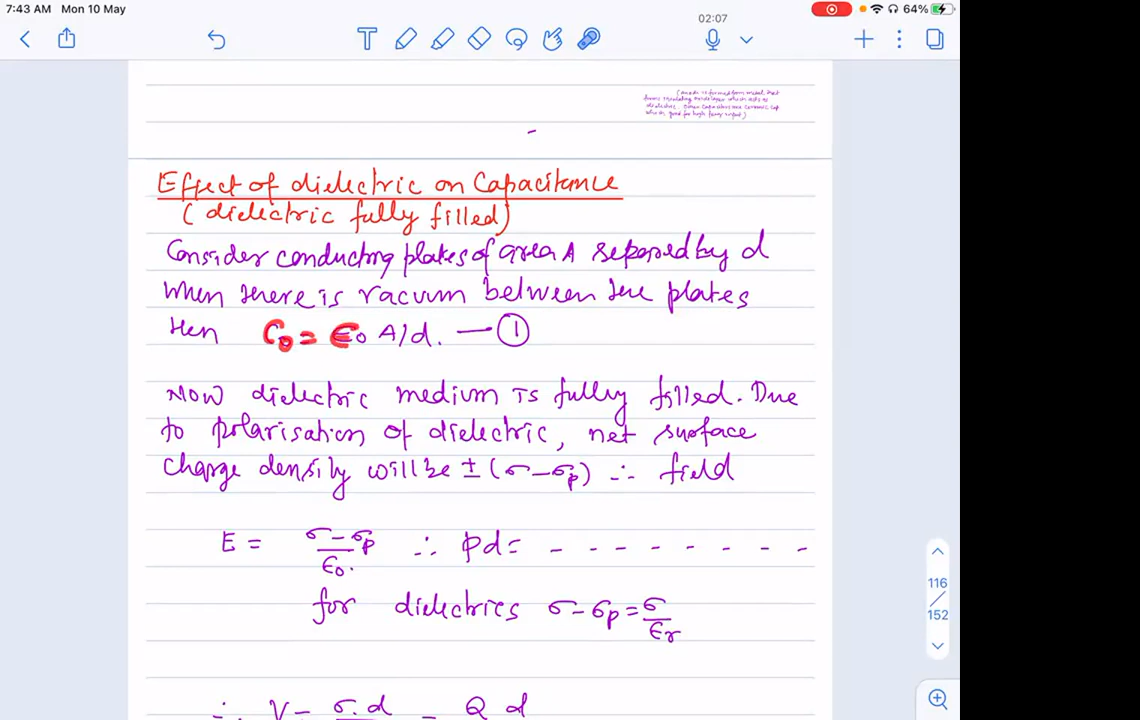 7:43 AM Mon 10 May
64%
02:07
Effect of dielectric on Capacitance
(dielectric fully filled)
Consider conducting plates of area A separed by d
When there is vacuum between the plates
then C₀ = ε₀ A/d. — ①
Now dielectric medium is fully filled. Due
to polarisation of dielectric, net surface
charge density will be ± (σ – σp) ∴ field
E = (σ – σp)/ε₀. ∴ pd = - - - - - - - -
for dielectrics σ – σp = σ/εr
∴ V = σ.d = Q d
116
/
152